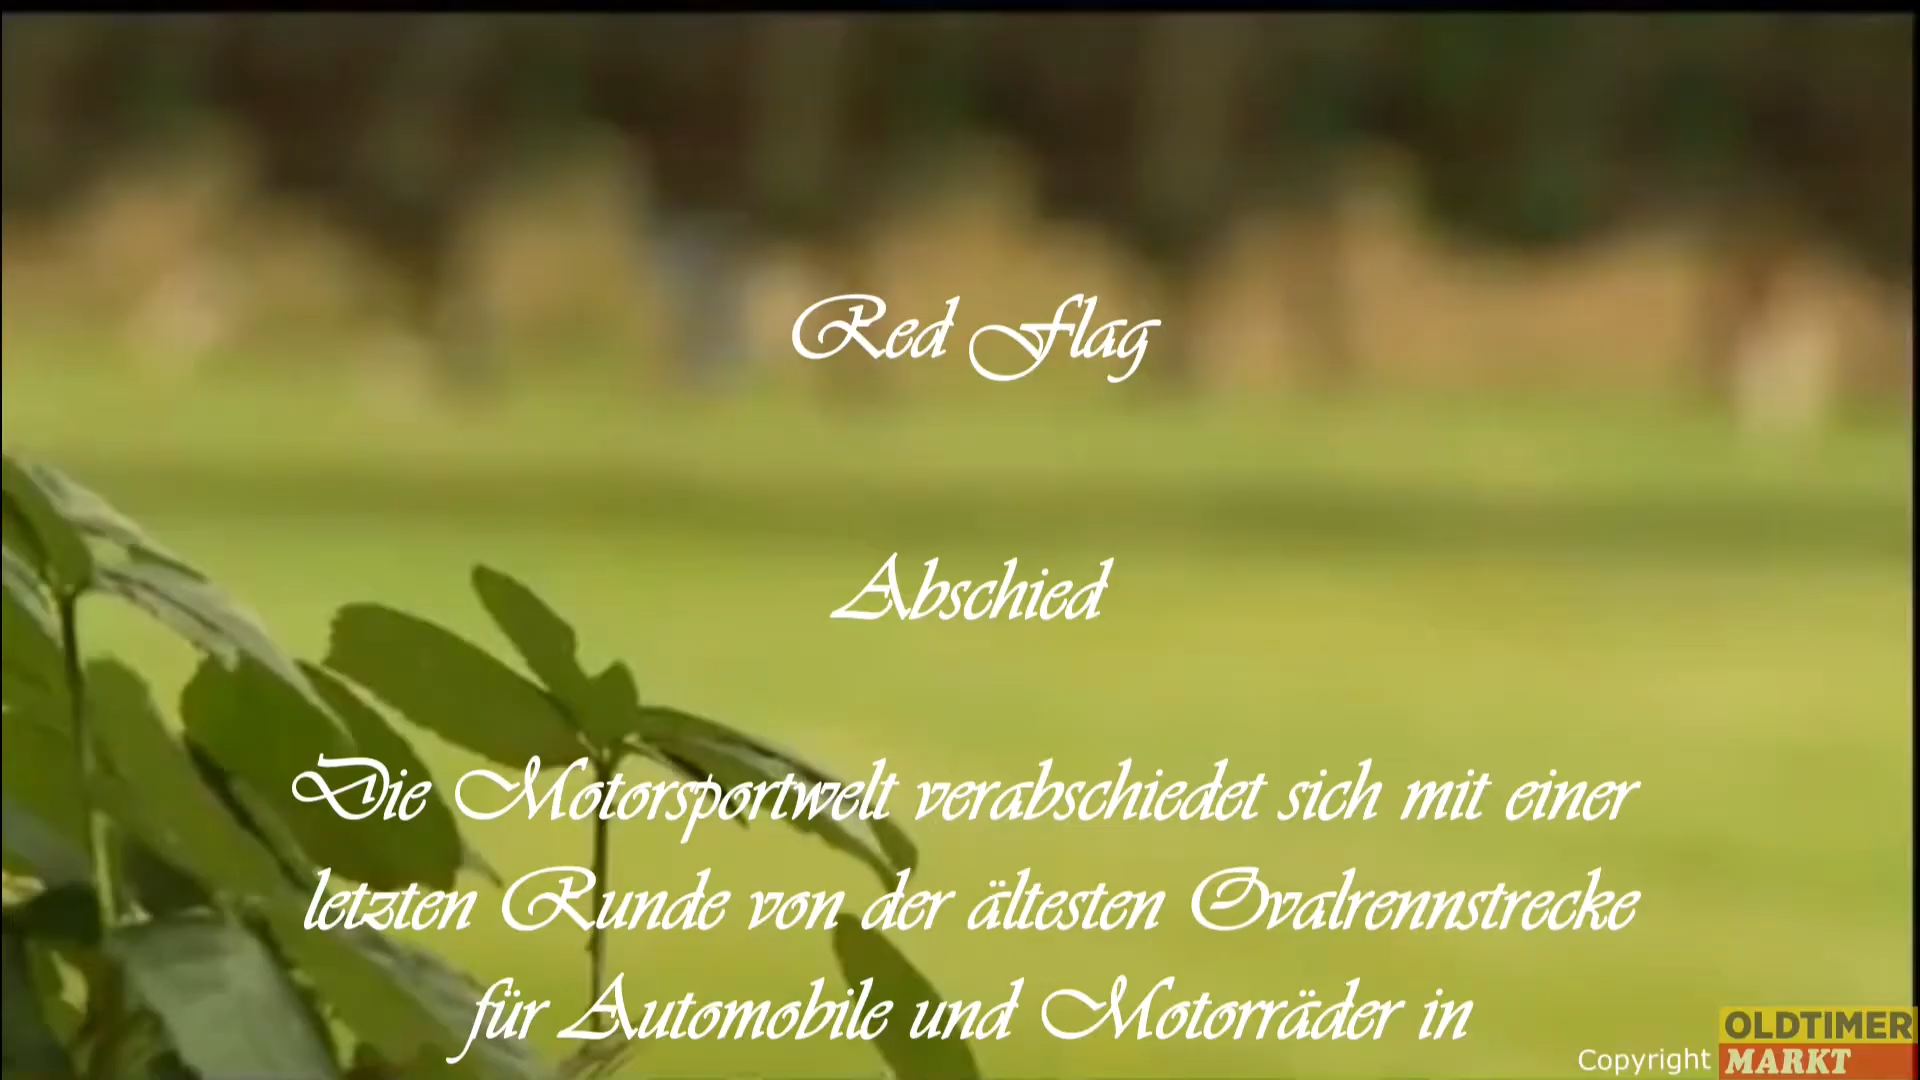 Red Flag
Abschied
Die Motorsportwelt verabschiedet sich mit einer
letzten Runde von der ältesten Ovalrennstrecke
für Automobile und Motorräder in
OLDTIMER
Copyright MARKT